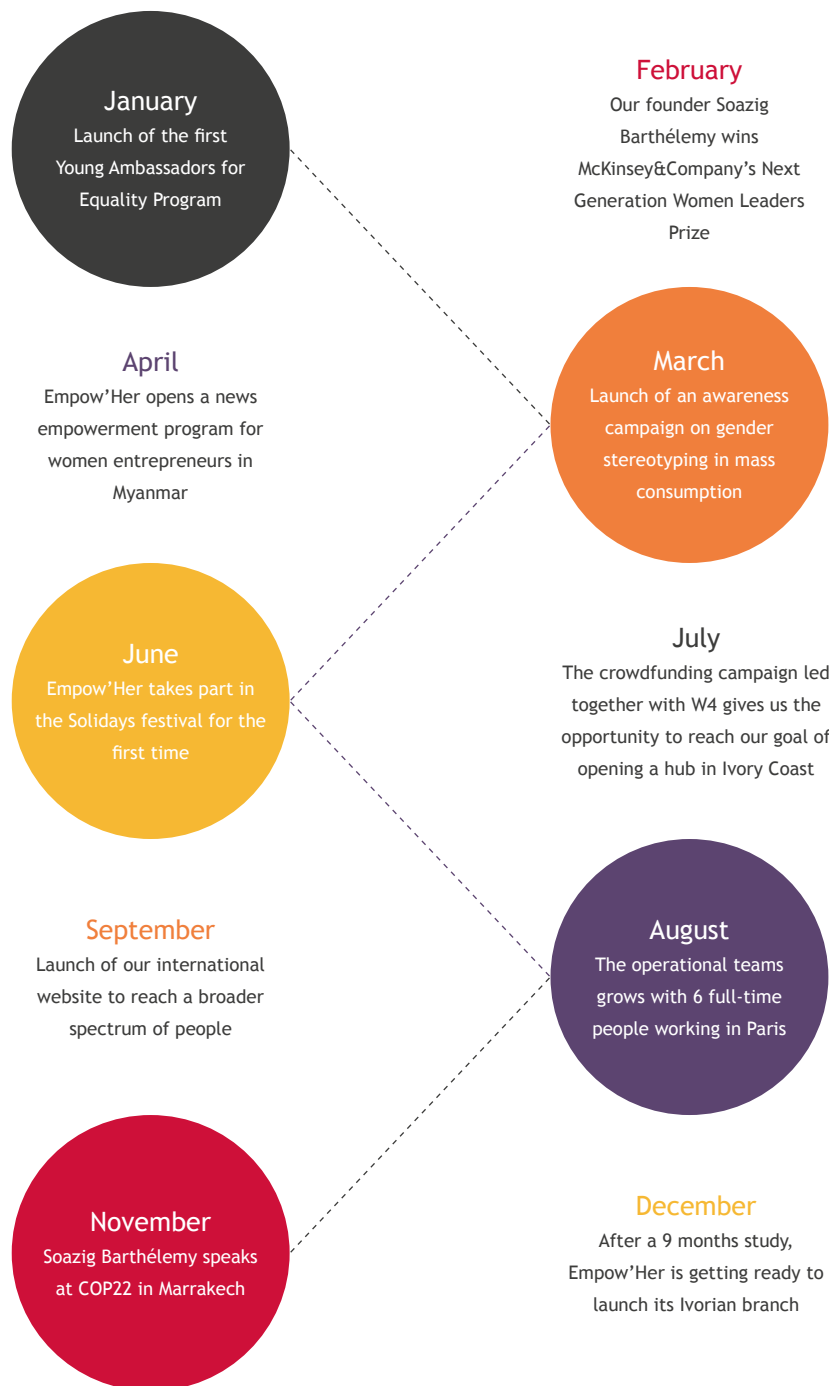 January
Launch of the first
Young Ambassadors for
Equality Program
February
Our founder Soazig
Barthélemy wins
McKinsey&Company’s Next
Generation Women Leaders
Prize
March
Launch of an awareness
campaign on gender
stereotyping in mass
consumption
April
Empow’Her opens a news
empowerment program for
women entrepreneurs in
Myanmar
June
Empow’Her takes part in
the Solidays festival for the
first time
July
The crowdfunding campaign led
together with W4 gives us the
opportunity to reach our goal of
opening a hub in Ivory Coast
August
The operational teams
grows with 6 full-time
people working in Paris
September
Launch of our international
website to reach a broader
spectrum of people
November
Soazig Barthélemy speaks
at COP22 in Marrakech
December
After a 9 months study,
Empow’Her is getting ready to
launch its Ivorian branch